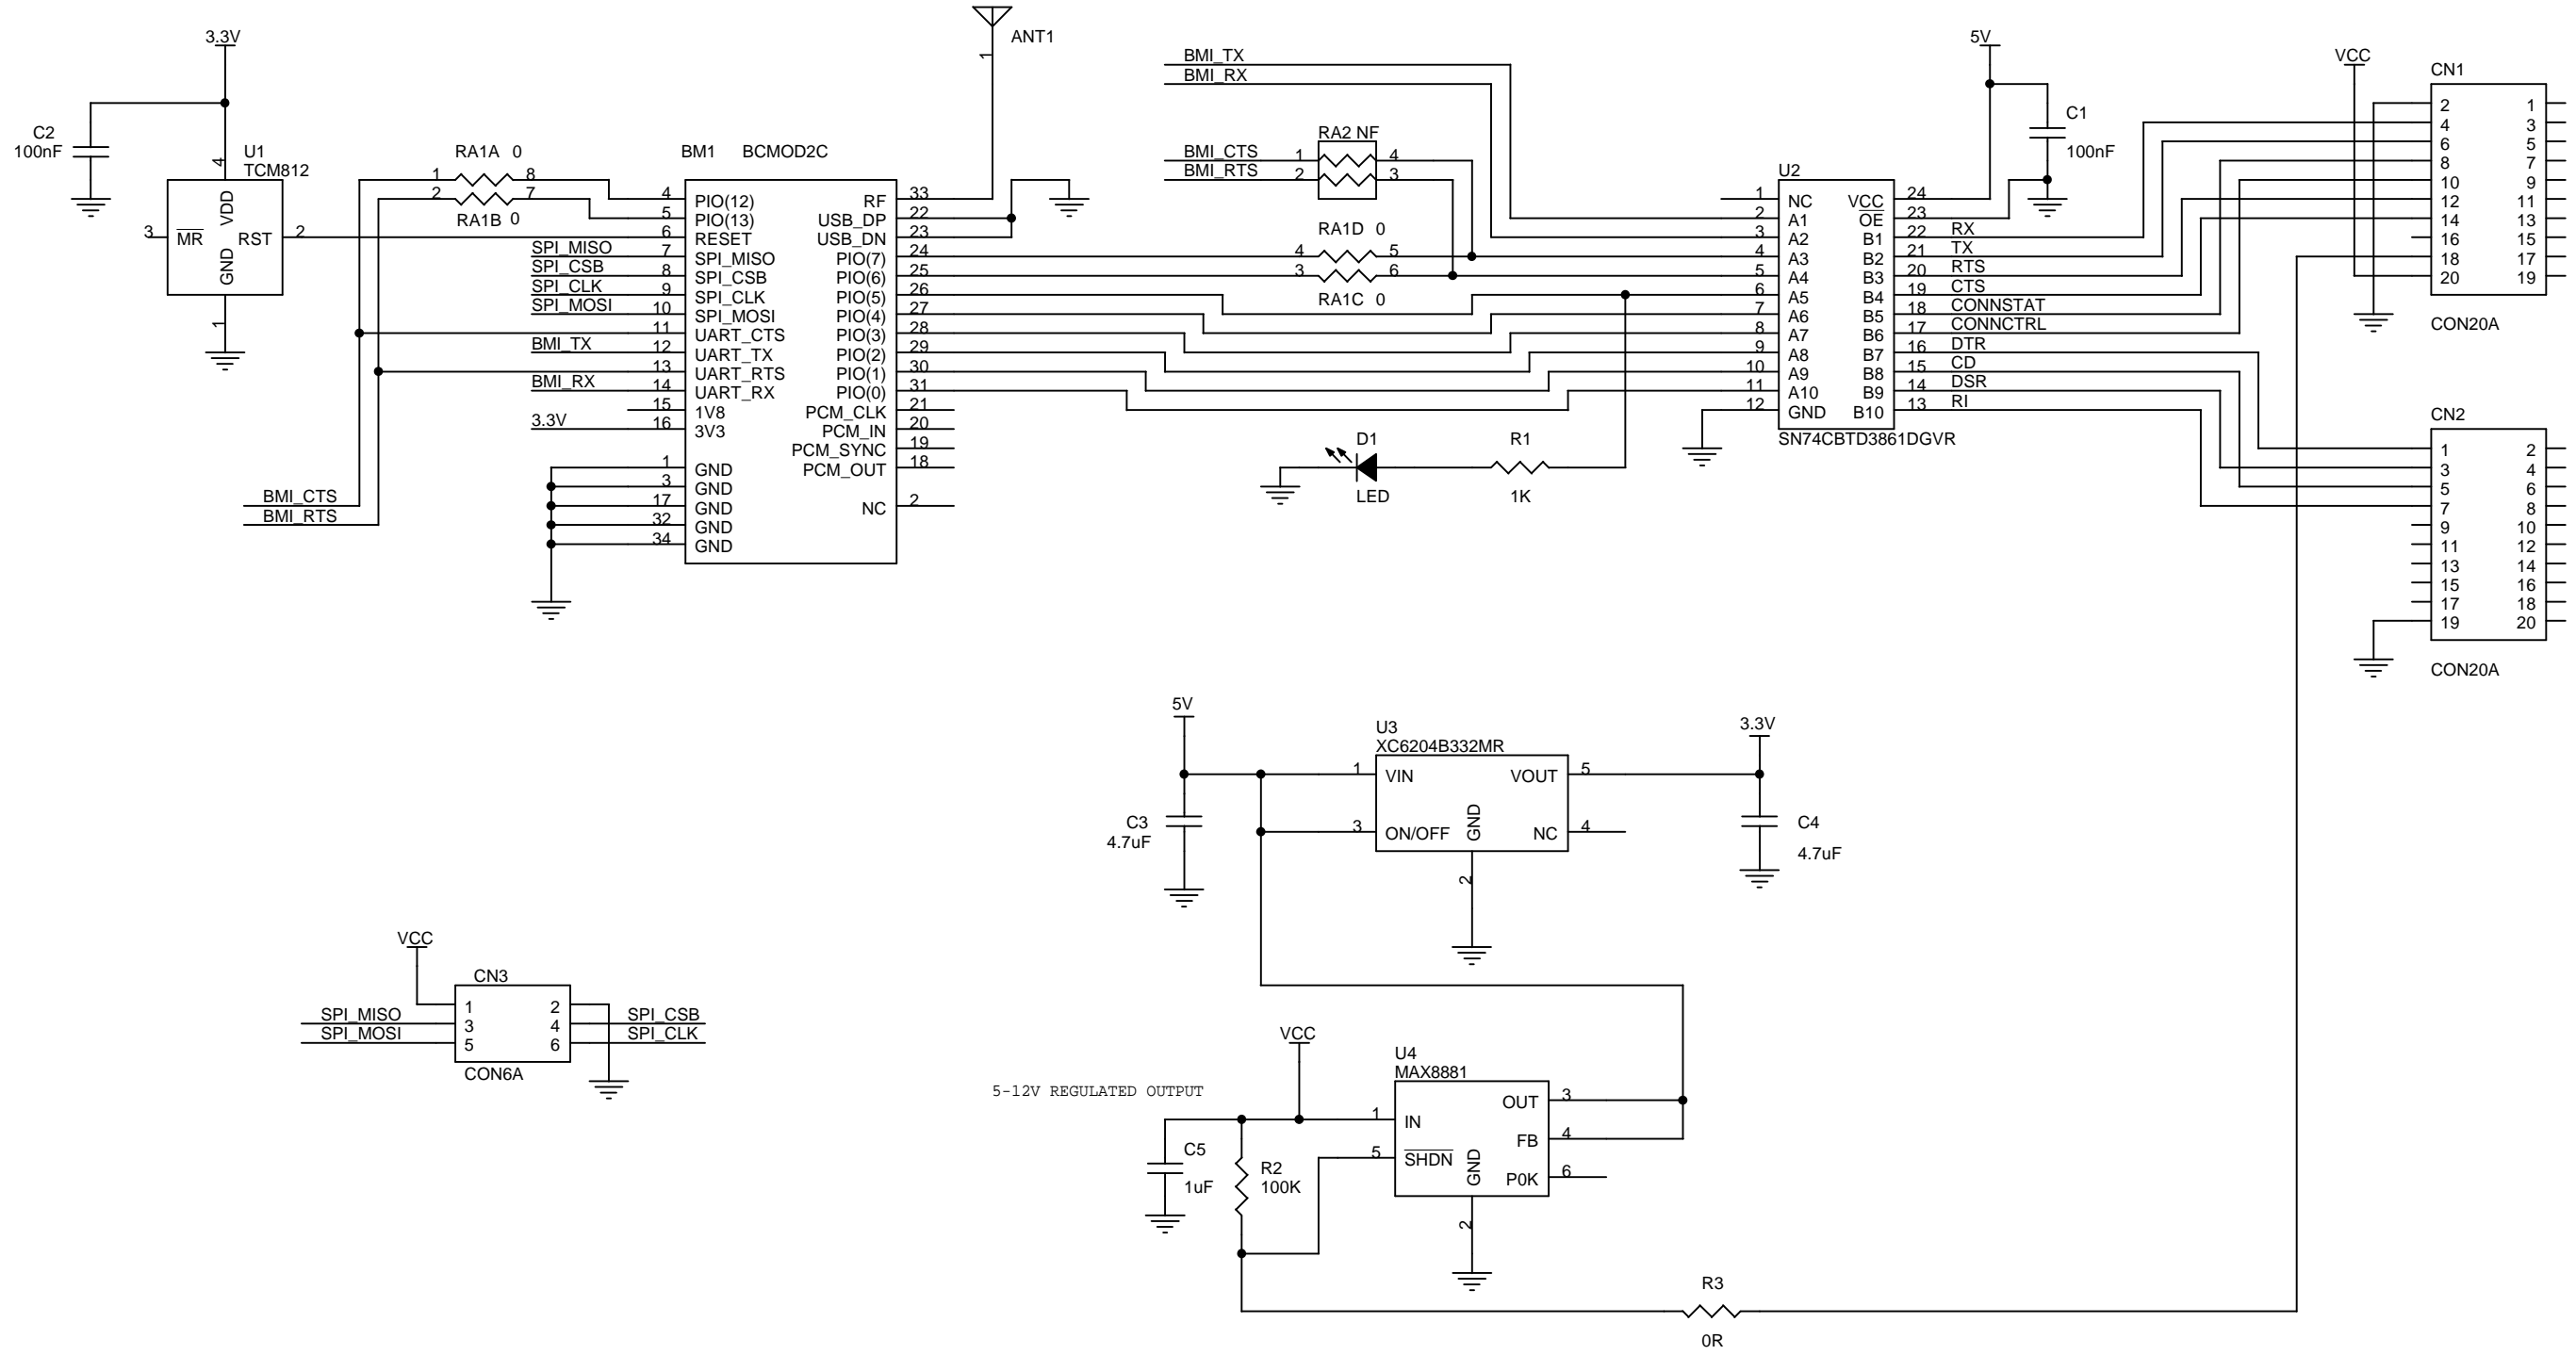 3.3V
C2
100nF
U1
TCM812
4
VDD
3
MR
RST
2
GND
1
RA1A 0
1
8
2
7
RA1B 0
BM1 BCMOD2C
4
PIO(12)
5
PIO(13)
6
RESET
SPI_MISO
7
SPI_MISO
SPI_CSB
8
SPI_CSB
SPI_CLK
9
SPI_CLK
SPI_MOSI
10
SPI_MOSI
11
UART_CTS
BMI_TX
12
UART_TX
13
UART_RTS
BMI_RX
14
UART_RX
15
1V8
3.3V
16
3V3
1
GND
3
GND
17
GND
32
GND
34
GND
BMI_CTS
BMI_RTS
RF
33
USB_DP
22
USB_DN
23
PIO(7)
24
PIO(6)
25
PIO(5)
26
PIO(4)
27
PIO(3)
28
PIO(2)
29
PIO(1)
30
PIO(0)
31
PCM_CLK
21
PCM_IN
20
PCM_SYNC
19
PCM_OUT
18
NC
2
1
ANT1
BMI_TX
BMI_RX
RA2 NF
BMI_CTS
1
4
BMI_RTS
2
3
RA1D 0
4
5
3
6
RA1C 0
D1
LED
R1
1K
U2
1
NC
2
A1
3
A2
4
A3
5
A4
6
A5
7
A6
8
A7
9
A8
10
A9
11
A10
12
GND
VCC
24
OE
23
B1
22
RX
B2
21
TX
B3
20
RTS
B4
19
CTS
B5
18
CONNSTAT
B6
17
CONNCTRL
B7
16
DTR
B8
15
CD
B9
14
DSR
B10
13
RI
SN74CBTD3861DGVR
5V
C1
100nF
VCC
CN1
2 1
4 3
6 5
8 7
10 9
12 11
14 13
16 15
18 17
20 19
CON20A
CN2
1 2
3 4
5 6
7 8
9 10
11 12
13 14
15 16
17 18
19 20
CON20A
5V
C3
4.7uF
U3
XC6204B332MR
1
VIN
VOUT
5
3
ON/OFF
GND
NC
4
2
3.3V
C4
4.7uF
VCC
CN3
1 2
SPI_MISO
3 4
SPI_CSB
SPI_MOSI
5 6
SPI_CLK
CON6A
VCC
5-12V REGULATED OUTPUT
C5
1uF
R2
100K
U4
MAX8881
1
IN
OUT
3
FB
4
5
SHDN
GND
P0K
6
2
R3
0R